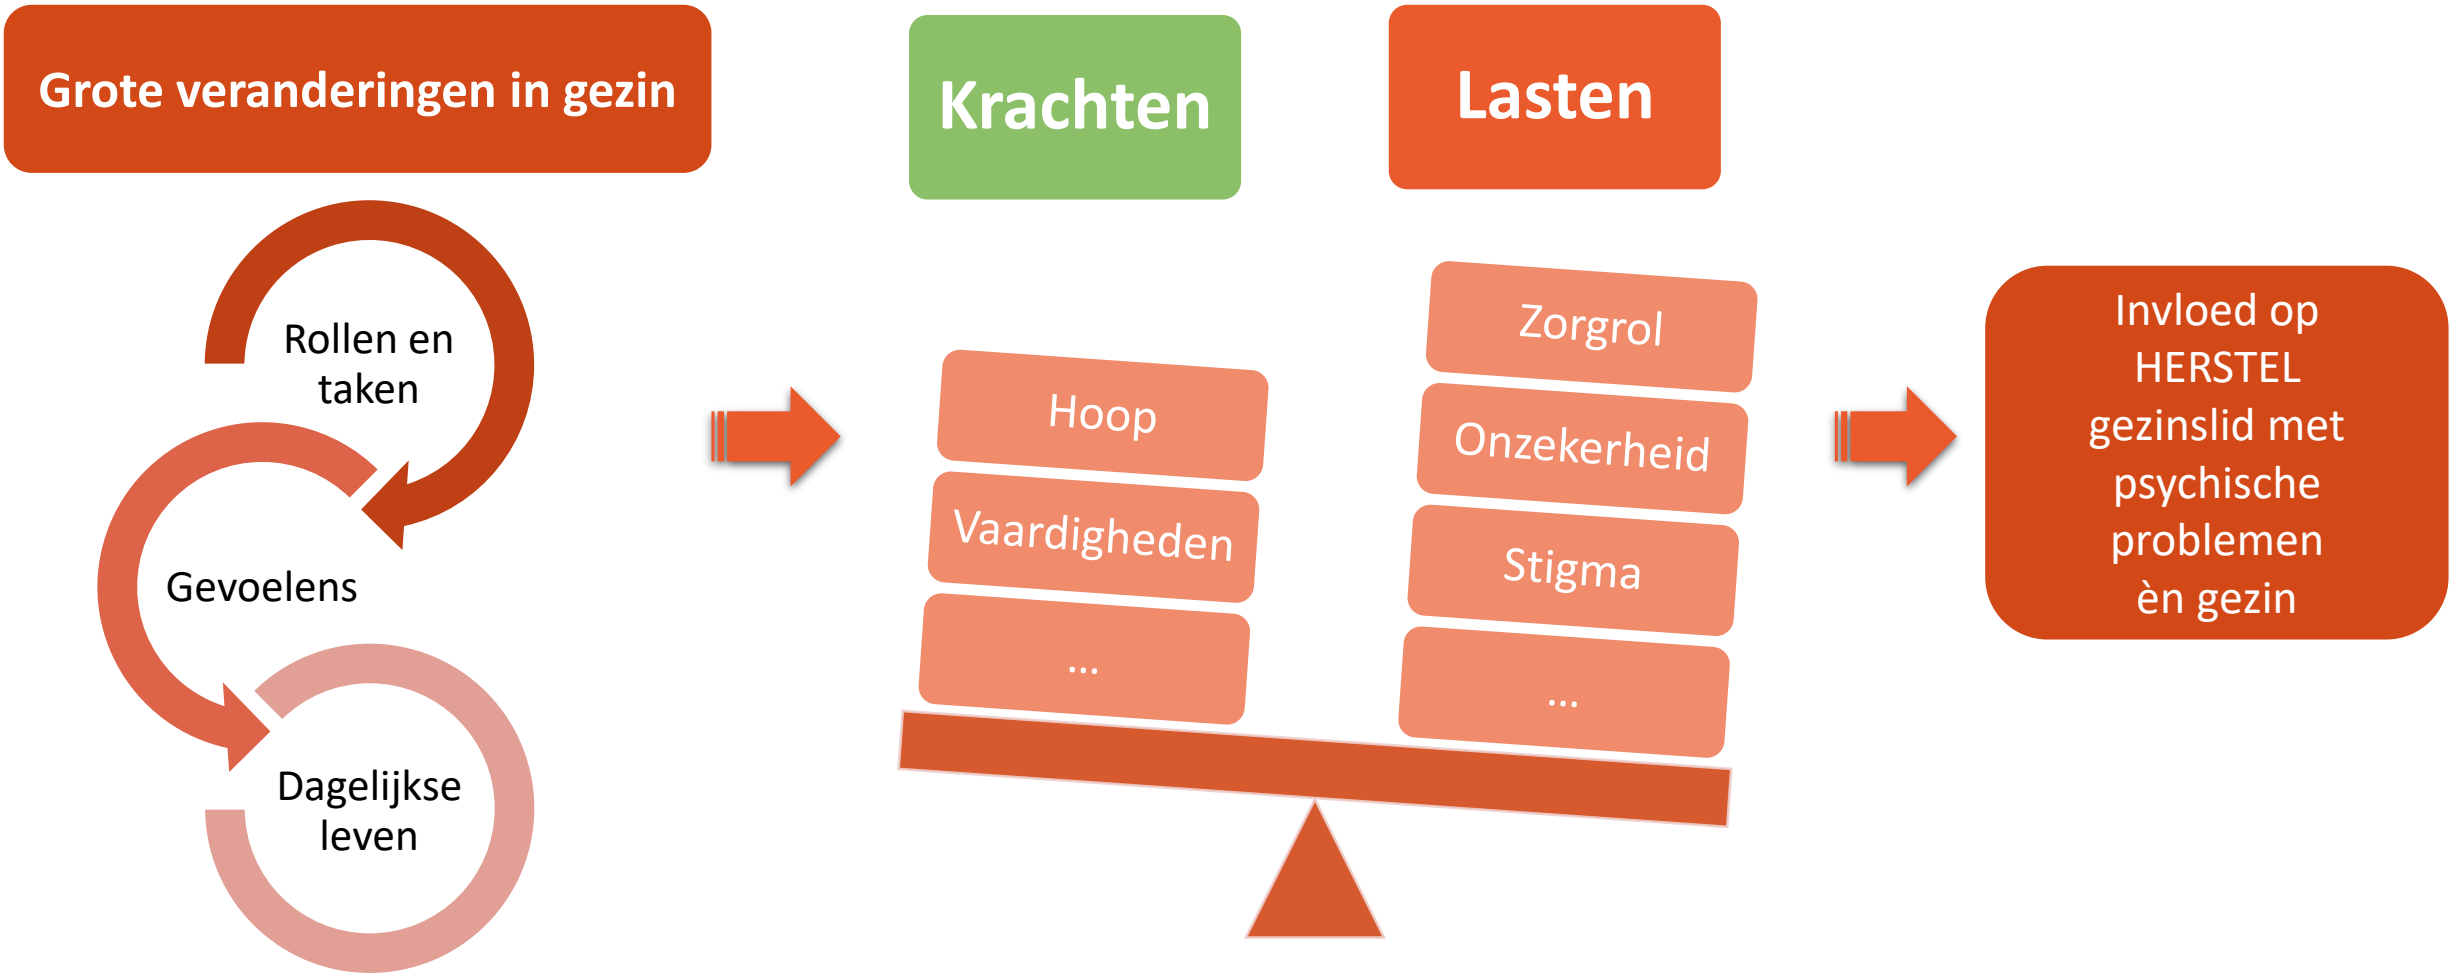 Grote veranderingen in gezin
Rollen en
taken
Gevoelens
Dagelijkse
leven
Krachten
Hoop
Vaardigheden
...
Lasten
Zorgrol
Onzekerheid
Stigma
...
Invloed op
HERSTEL
gezinslid met
psychische
problemen
èn gezin